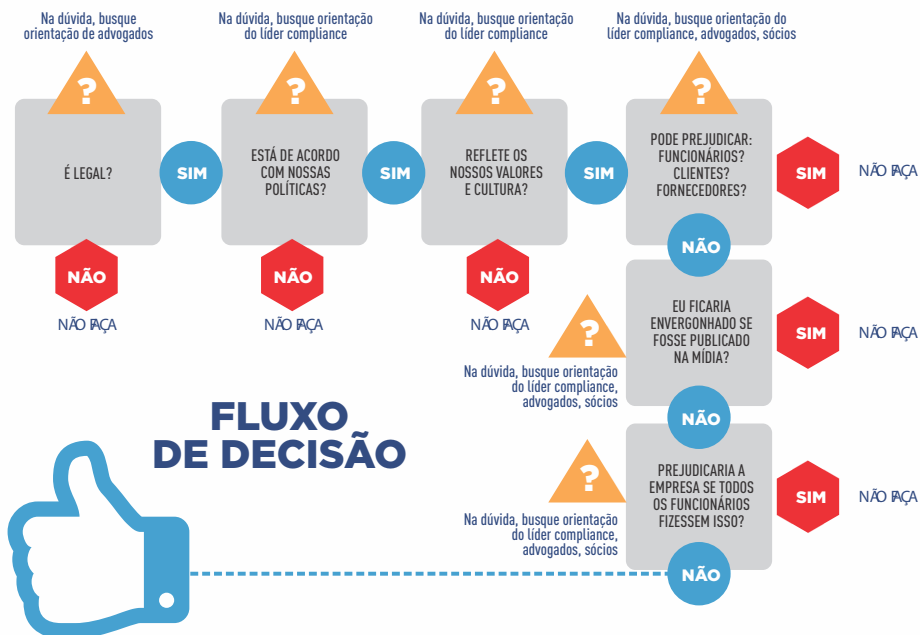 Na dúvida, busque
orientação de advogados
Na dúvida, busque orientação
do líder compliance
Na dúvida, busque orientação
do líder compliance
Na dúvida, busque orientação do
líder compliance, advogados, sócios
?
?
?
?
É LEGAL?
SIM
ESTÁ DE ACORDO
COM NOSSAS
POLÍTICAS?
SIM
REFLETE OS
NOSSOS VALORES
E CULTURA?
SIM
PODE PREJUDICAR:
FUNCIONÁRIOS?
CLIENTES?
FORNECEDORES?
SIM
NÃO FAÇA
NÃO
NÃO FAÇA
NÃO
NÃO FAÇA
NÃO
NÃO FAÇA
NÃO
?
Na dúvida, busque orientação
do líder compliance,
advogados, sócios
EU FICARIA
ENVERGONHADO SE
FOSSE PUBLICADO
NA MÍDIA?
SIM
NÃO FAÇA
NÃO
FLUXO
DE DECISÃO
?
Na dúvida, busque orientação
do líder compliance,
advogados, sócios
PREJUDICARIA A
EMPRESA SE TODOS
OS FUNCIONÁRIOS
FIZESSEM ISSO?
SIM
NÃO FAÇA
NÃO